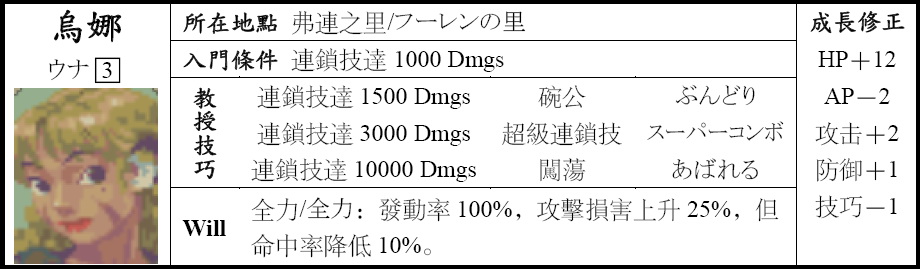 烏娜
ウナ 3
所在地點 弗連之里/フーレンの里
入門條件 連鎖技達 1000 Dmgs
教授技巧
連鎖技達 1500 Dmgs 碗公 ぶんどり
連鎖技達 3000 Dmgs 超級連鎖技 スーパーコンボ
連鎖技達 10000 Dmgs 闖蕩 あばれる
Will
全力/全力：發動率 100%，攻擊損害上升 25%，但
命中率降低 10%。
成長修正
HP＋12
AP－2
攻击＋2
防御＋1
技巧－1